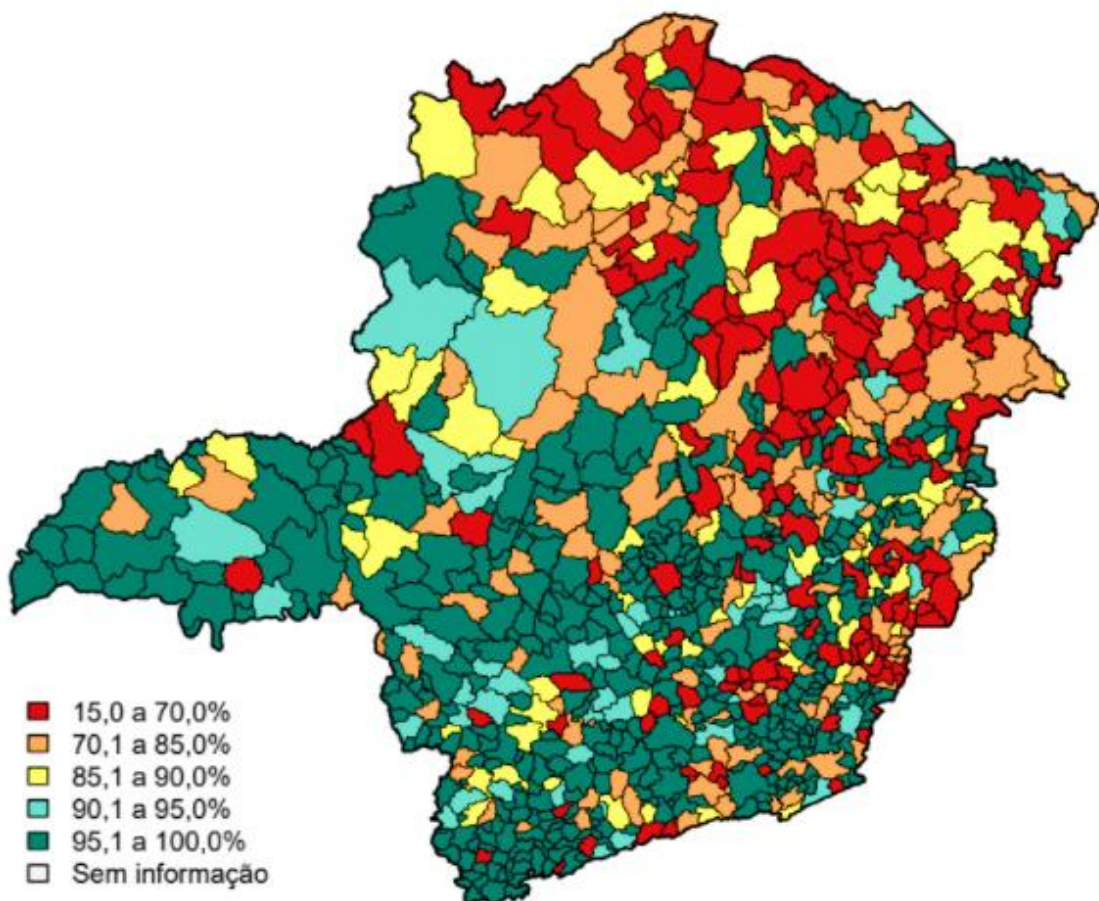 15,0 a 70,0%
70,1 a 85,0%
85,1 a 90,0%
90,1 a 95,0%
95,1 a 100,0%
Sem informação